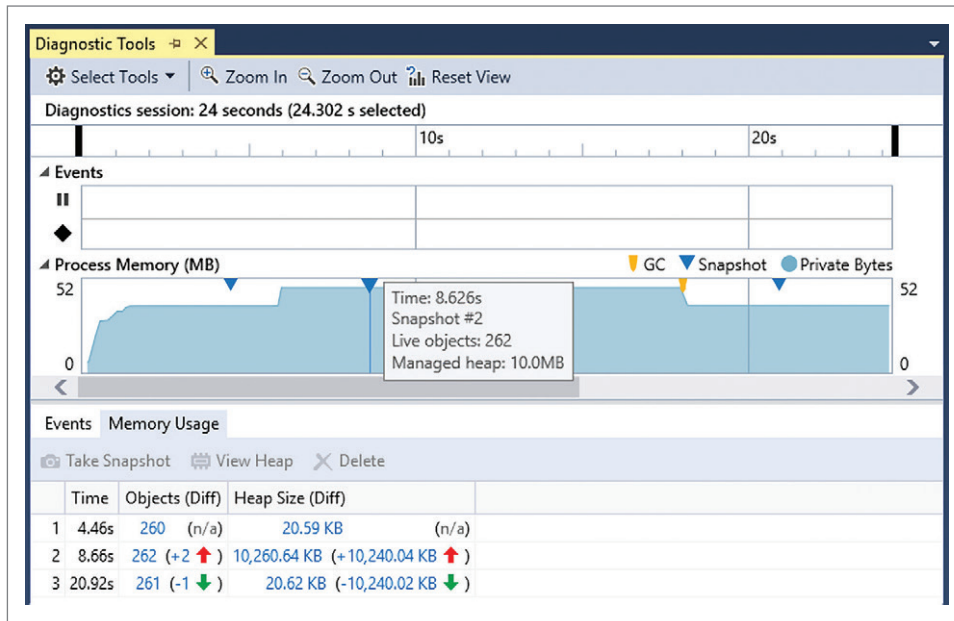 Diagnostic Tools
Select Tools Zoom In Zoom Out Reset View
Diagnostics session: 24 seconds (24.302 s selected)
10s 20s
Events
Process Memory (MB) GC Snapshot Private Bytes
52 52
Time: 8.626s
Snapshot #2
Live objects: 262
Managed heap: 10.0MB
0 0
Events Memory Usage
Take Snapshot View Heap Delete
Time Objects (Diff) Heap Size (Diff)
1 4.46s 260 (n/a) 20.59 KB (n/a)
2 8.66s 262 (+2 ) 10,260.64 KB (+10,240.04 KB )
3 20.92s 261 (-1 ) 20.62 KB (-10,240.02 KB )